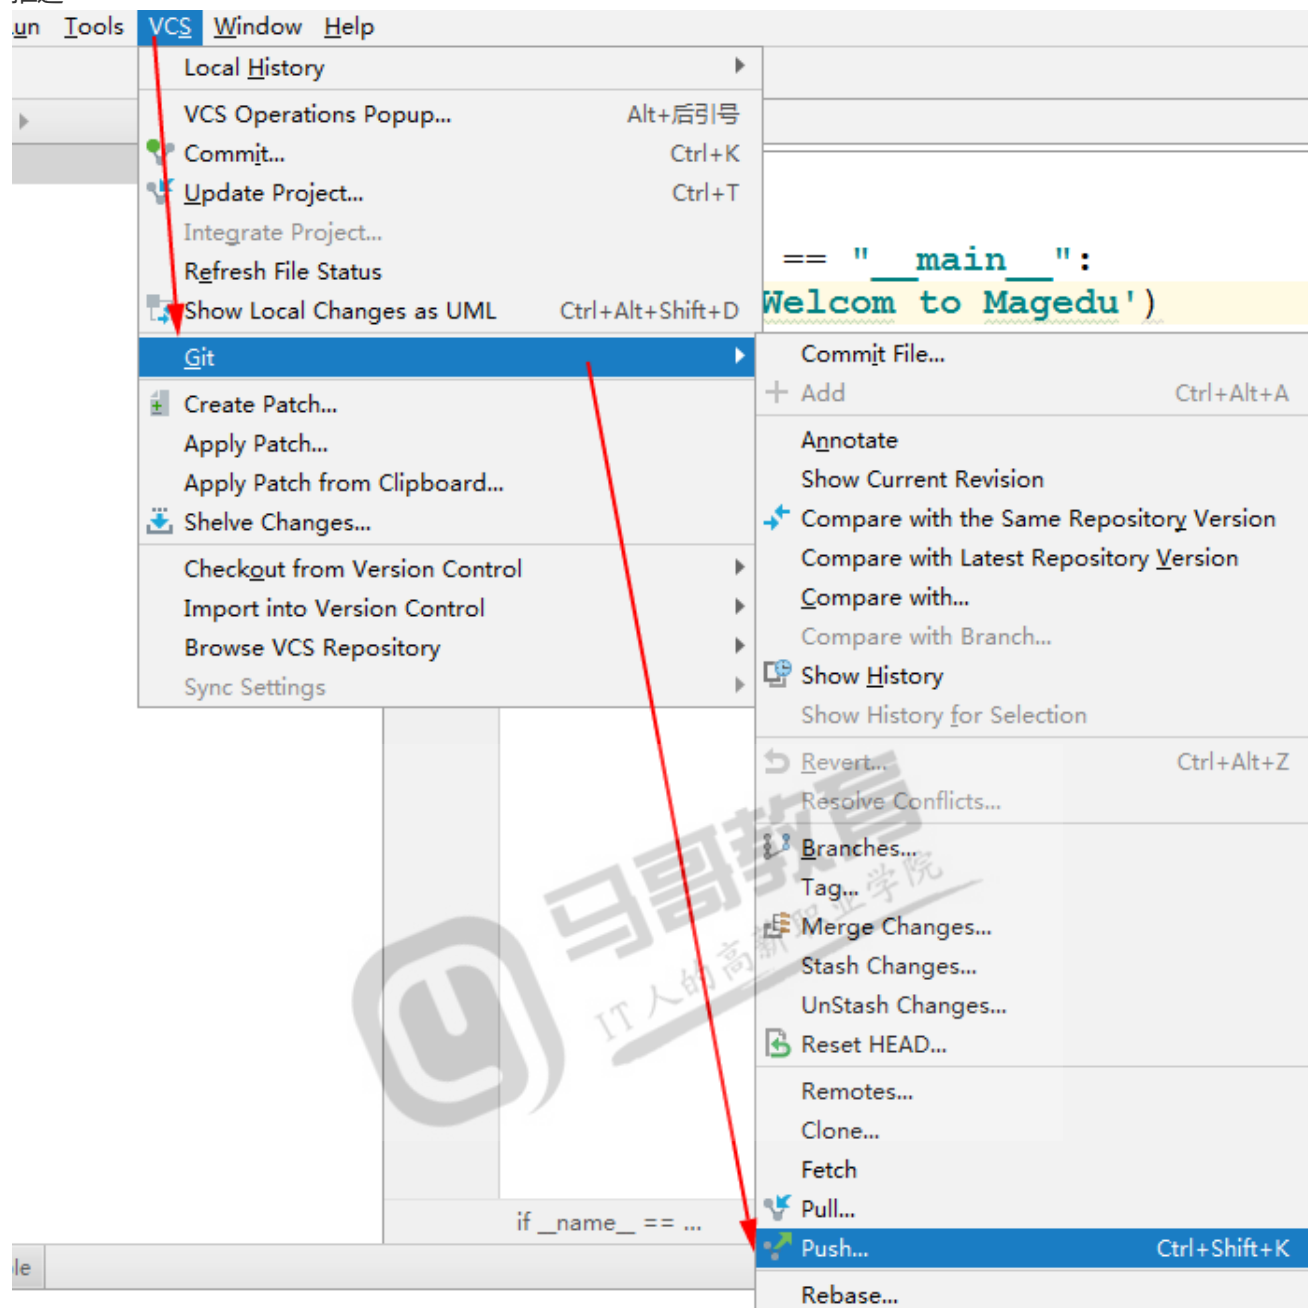 un Tools VCS Window Help
Local History
VCS Operations Popup... Alt+后引号
Commit... Ctrl+K
Update Project... Ctrl+T
Integrate Project...
Refresh File Status
Show Local Changes as UML Ctrl+Alt+Shift+D
Git
Create Patch...
Apply Patch...
Apply Patch from Clipboard...
Shelve Changes...
Checkout from Version Control
Import into Version Control
Browse VCS Repository
Sync Settings
== "__main__":
Welcom to Magedu')
Commit File...
Add Ctrl+Alt+A
Annotate
Show Current Revision
Compare with the Same Repository Version
Compare with Latest Repository Version
Compare with...
Compare with Branch...
Show History
Show History for Selection
Revert... Ctrl+Alt+Z
Resolve Conflicts...
Branches...
Tag...
Merge Changes...
Stash Changes...
UnStash Changes...
Reset HEAD...
Remotes...
Clone...
Fetch
Pull...
Push... Ctrl+Shift+K
Rebase...
马哥教育
IT人的高新职业学院
if __name__ == ...
le